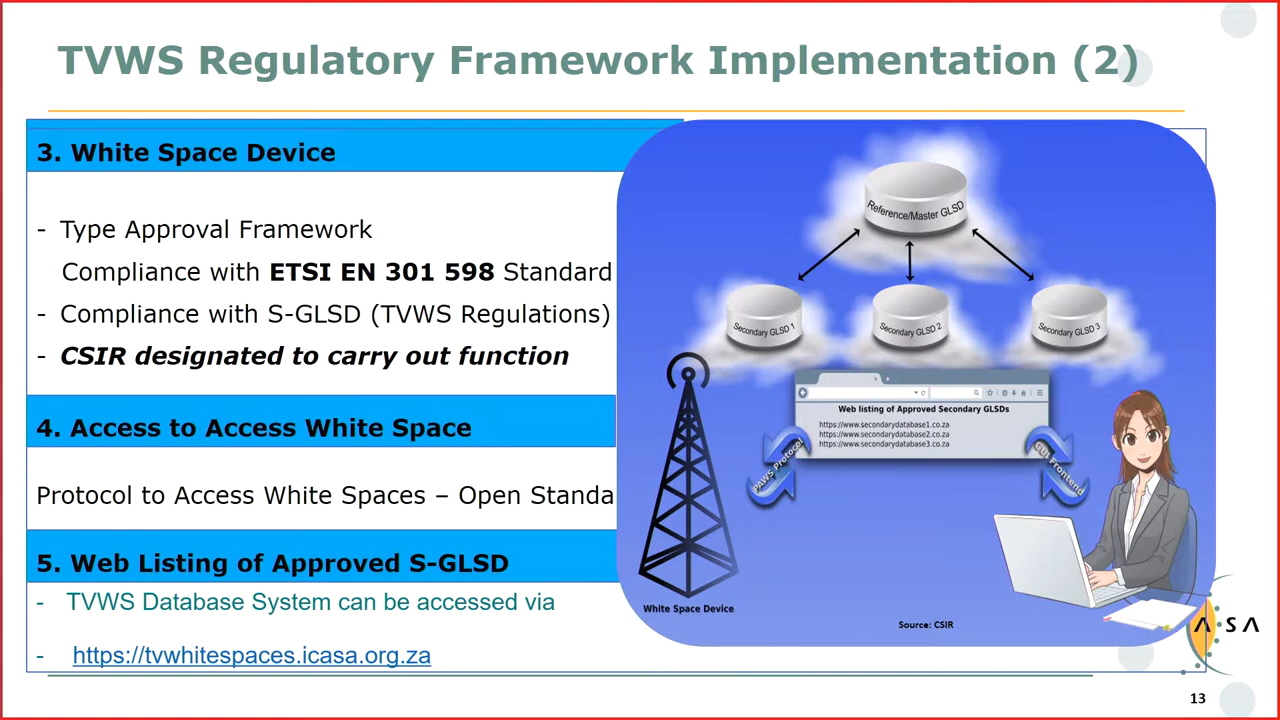 TVWS Regulatory Framework Implementation (2)
3. White Space Device
- Type Approval Framework
Compliance with ETSI EN 301 598 Standard
- Compliance with S-GLSD (TVWS Regulations)
- CSIR designated to carry out function
4. Access to Access White Space
Protocol to Access White Spaces – Open Standa
5. Web Listing of Approved S-GLSD
- TVWS Database System can be accessed via
- https://tvwhitespaces.icasa.org.za
Reference/Master GLSD
Secondary GLSD 1
Secondary GLSD 2
Secondary GLSD 3
Web listing of Approved Secondary GLSDs
https://www.secondarydatabase1.co.za
https://www.secondarydatabase2.co.za
https://www.secondarydatabase3.co.za
PAWS Protocol
GUI Frontend
White Space Device
Source: CSIR
ASA
13